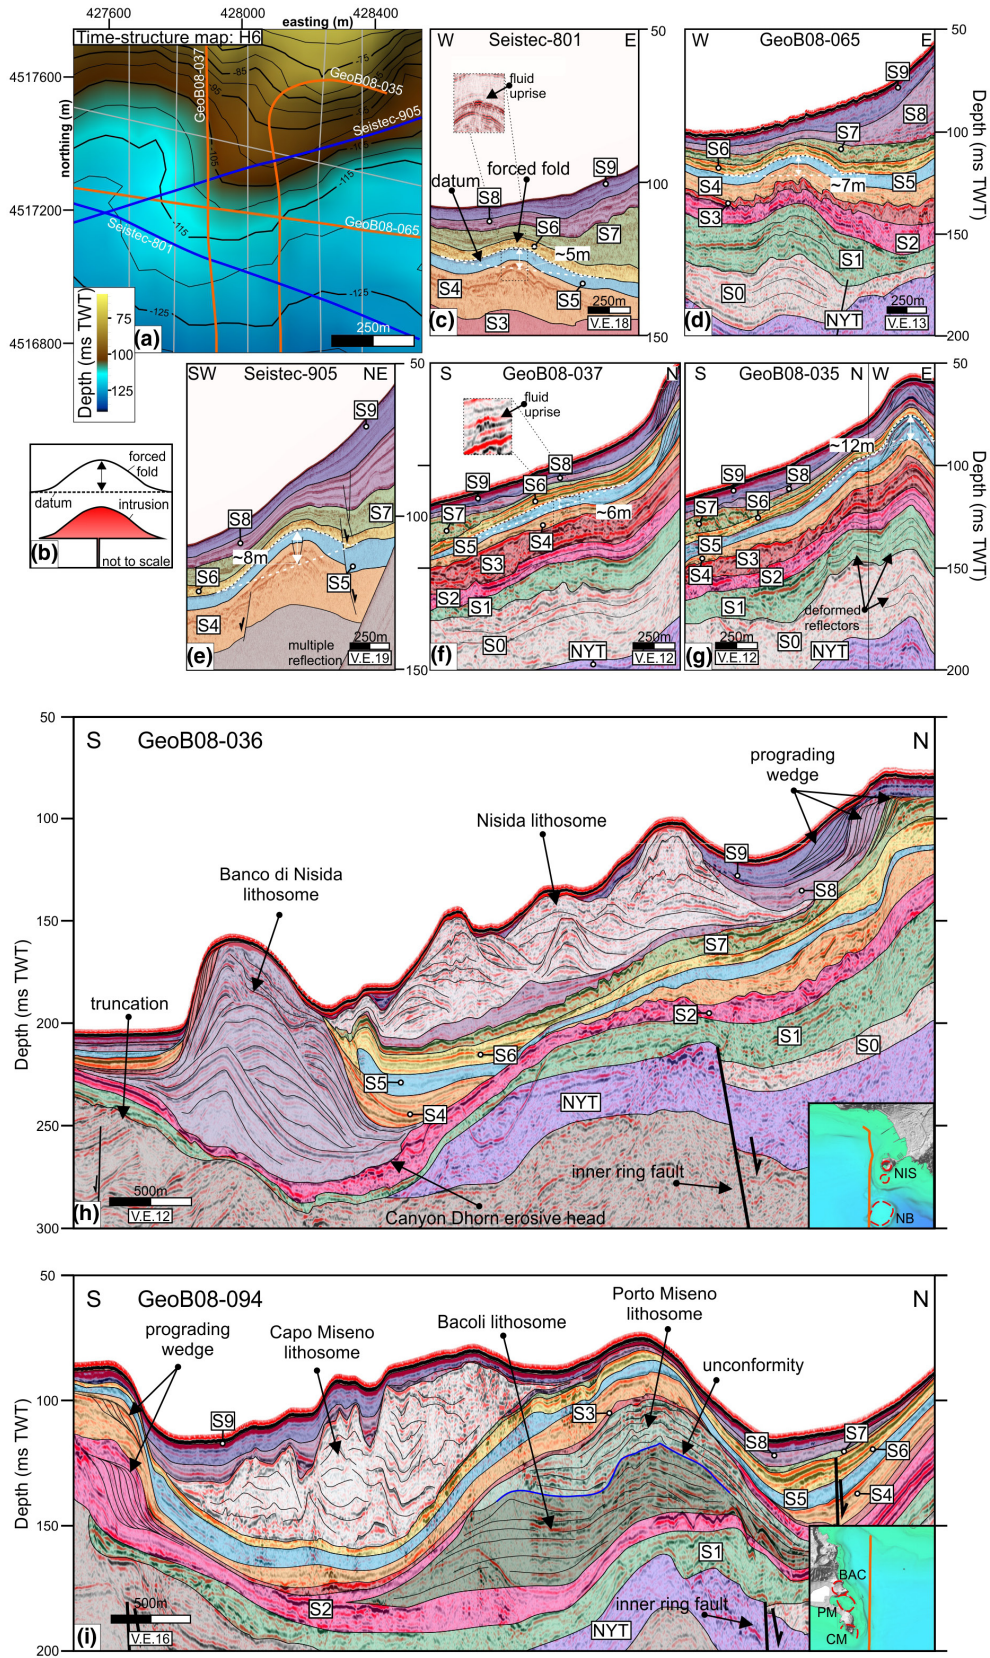 427600 428000 428400
easting (m)
Time-structure map: H6
4517600
4517200
4516800
northing (m)
GeoB08-037
GeoB08-035
Seistec-905
GeoB08-065
Seistec-801
-75
-85
-95
-105
-105
-115
-115
-125
-125
Depth (ms TWT)
75
100
125
250m
(a)
forced
fold
datum
intrusion
not to scale
(b)
W Seistec-801 E
50
100
150
fluid
uprise
datum
forced fold
S9
S8
S6
S7
~5m
S4
S5
S3
250m
V.E.18
(c)
W GeoB08-065 E
50
100
150
200
Depth (ms TWT)
S9
S8
S7
S6
S5
S4
~7m
S3
S2
S1
S0
NYT
250m
V.E.13
(d)
SW Seistec-905 NE
50
100
150
S9
S8
S7
~8m
S6
S5
S4
multiple
reflection
250m
V.E.19
(e)
S GeoB08-037 N
fluid
uprise
S8
S9
S6
S7
~6m
S5
S4
S3
S2
S1
S0
NYT
250m
V.E.12
(f)
S GeoB08-035 N W E
50
100
150
200
Depth (ms TWT)
~12m
S9
S8
S7
S6
S5
S3
S4
S2
S1
deformed
reflectors
S0
NYT
250m
V.E.12
(g)
S GeoB08-036 N
50
100
150
200
250
300
Depth (ms TWT)
prograding
wedge
Nisida lithosome
Banco di Nisida
lithosome
S9
S8
S7
truncation
S2
S1
S0
S6
S5
S4
NYT
inner ring fault
Canyon Dhorn erosive head
500m
V.E.12
(h)
NIS
NB
S GeoB08-094 N
50
100
150
200
Depth (ms TWT)
prograding
wedge
Capo Miseno
lithosome
Bacoli lithosome
Porto Miseno
lithosome
unconformity
S9
S3
S8
S7
S6
S5
S4
S1
S2
inner ring fault
NYT
500m
V.E.16
(i)
BAC
PM
CM